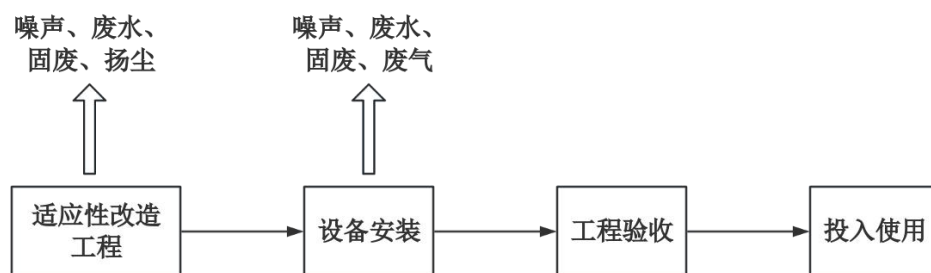 噪声、废水、
固废、扬尘
噪声、废水、
固废、废气
适应性改造
工程
设备安装
工程验收
投入使用